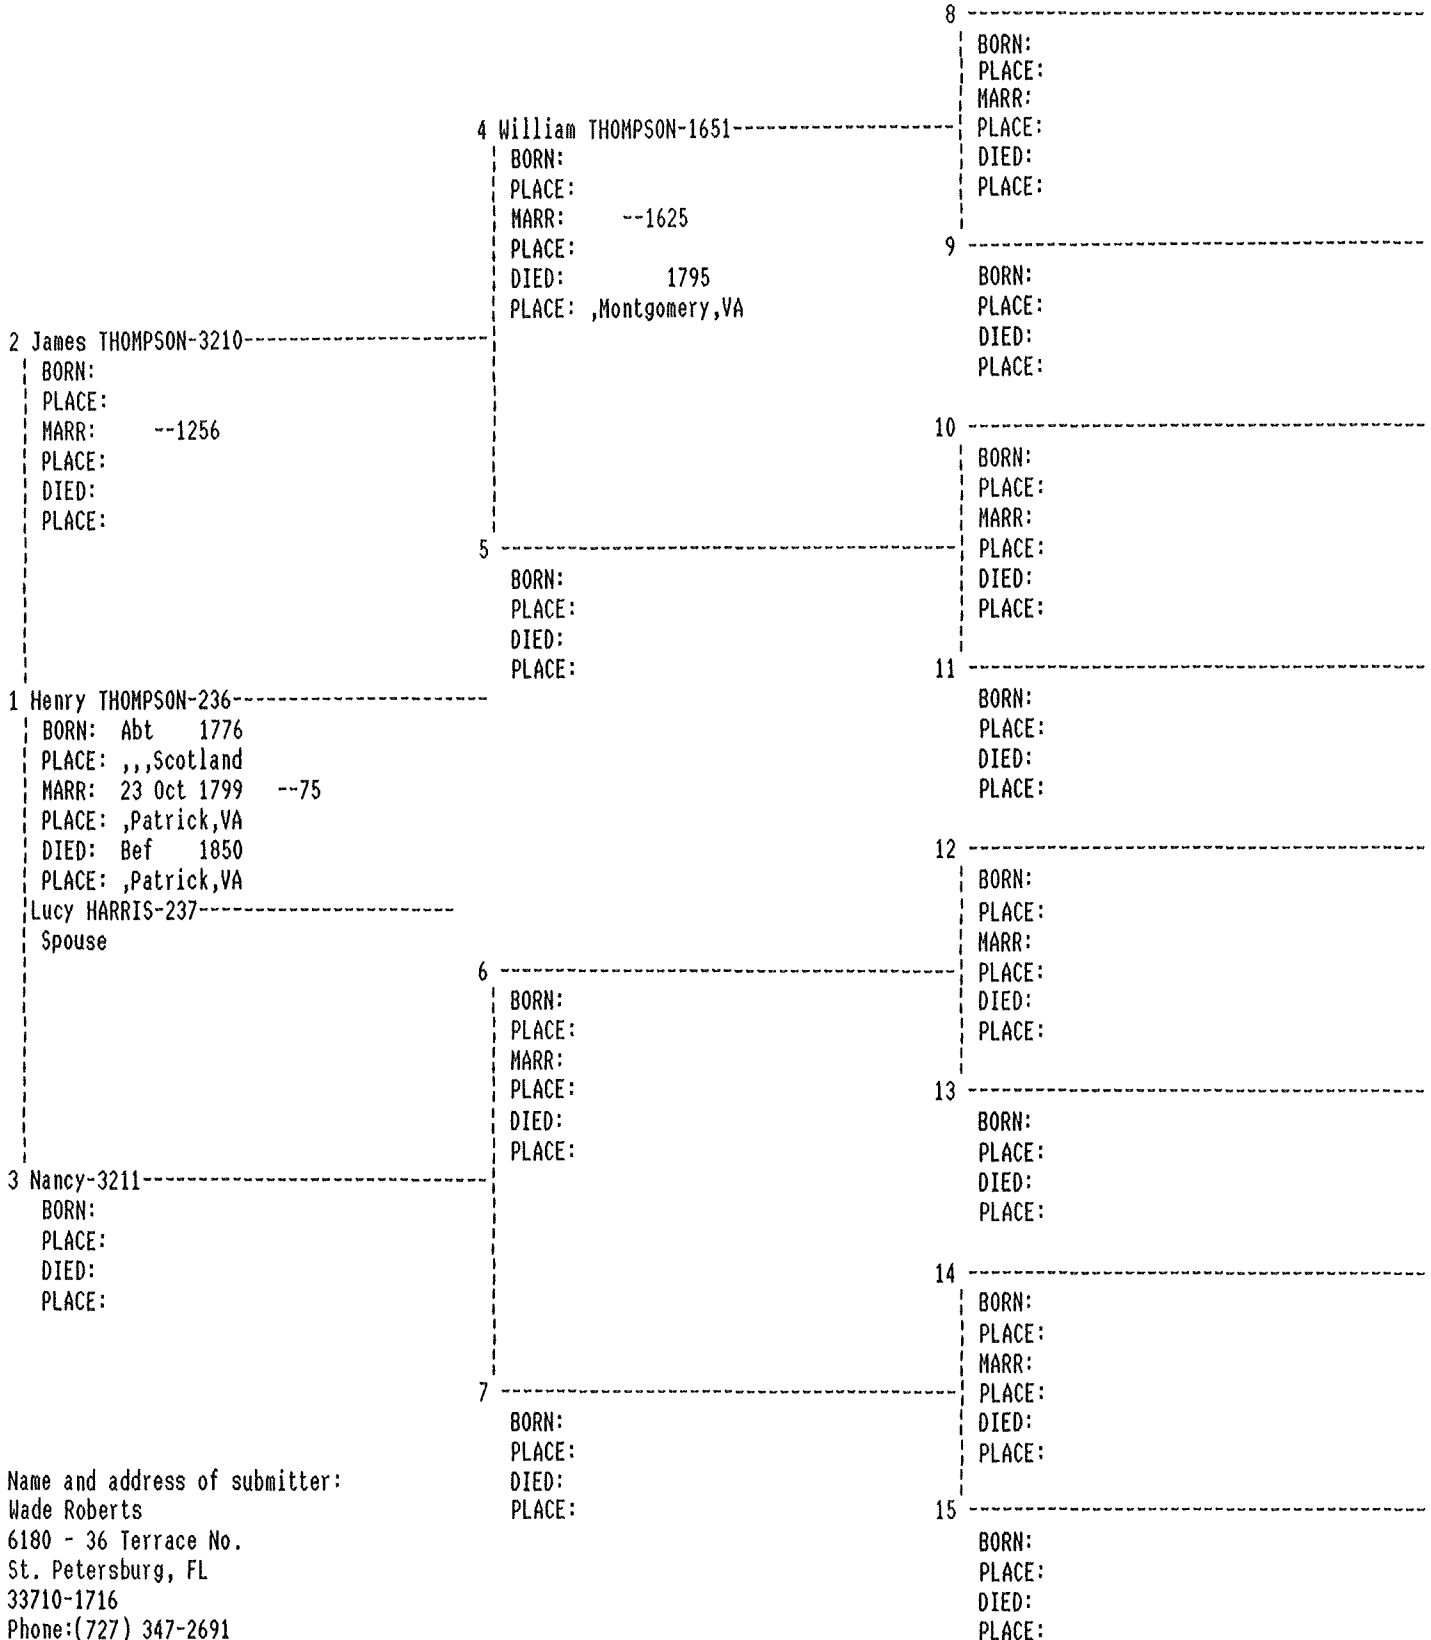 8
BORN:
PLACE:
MARR:
PLACE:
DIED:
PLACE:
4 William THOMPSON-1651
BORN:
PLACE:
MARR: --1625
PLACE:
DIED: 1795
PLACE: ,Montgomery,VA
9
BORN:
PLACE:
DIED:
PLACE:
2 James THOMPSON-3210
BORN:
PLACE:
MARR: --1256
PLACE:
DIED:
PLACE:
10
BORN:
PLACE:
MARR:
PLACE:
DIED:
PLACE:
5
BORN:
PLACE:
DIED:
PLACE:
11
BORN:
PLACE:
DIED:
PLACE:
1 Henry THOMPSON-236
BORN: Abt 1776
PLACE: ,,,Scotland
MARR: 23 Oct 1799 --75
PLACE: ,Patrick,VA
DIED: Bef 1850
PLACE: ,Patrick,VA
Lucy HARRIS-237
Spouse
12
BORN:
PLACE:
MARR:
PLACE:
DIED:
PLACE:
6
BORN:
PLACE:
MARR:
PLACE:
DIED:
PLACE:
13
BORN:
PLACE:
DIED:
PLACE:
3 Nancy-3211
BORN:
PLACE:
DIED:
PLACE:
14
BORN:
PLACE:
MARR:
PLACE:
DIED:
PLACE:
7
BORN:
PLACE:
DIED:
PLACE:
15
BORN:
PLACE:
DIED:
PLACE:
Name and address of submitter:
Wade Roberts
6180 - 36 Terrace No.
St. Petersburg, FL
33710-1716
Phone:(727) 347-2691